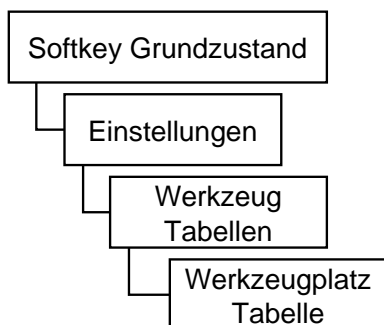 Softkey Grundzustand
Einstellungen
Werkzeug
Tabellen
Werkzeugplatz
Tabelle